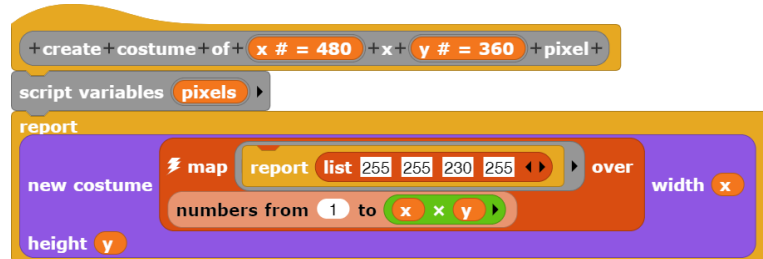 +create+costume+of+ x # = 480 +x+ y # = 360 +pixel+
script variables pixels
report
map report list 255 255 230 255 over
new costume width x
numbers from 1 to x × y
height y